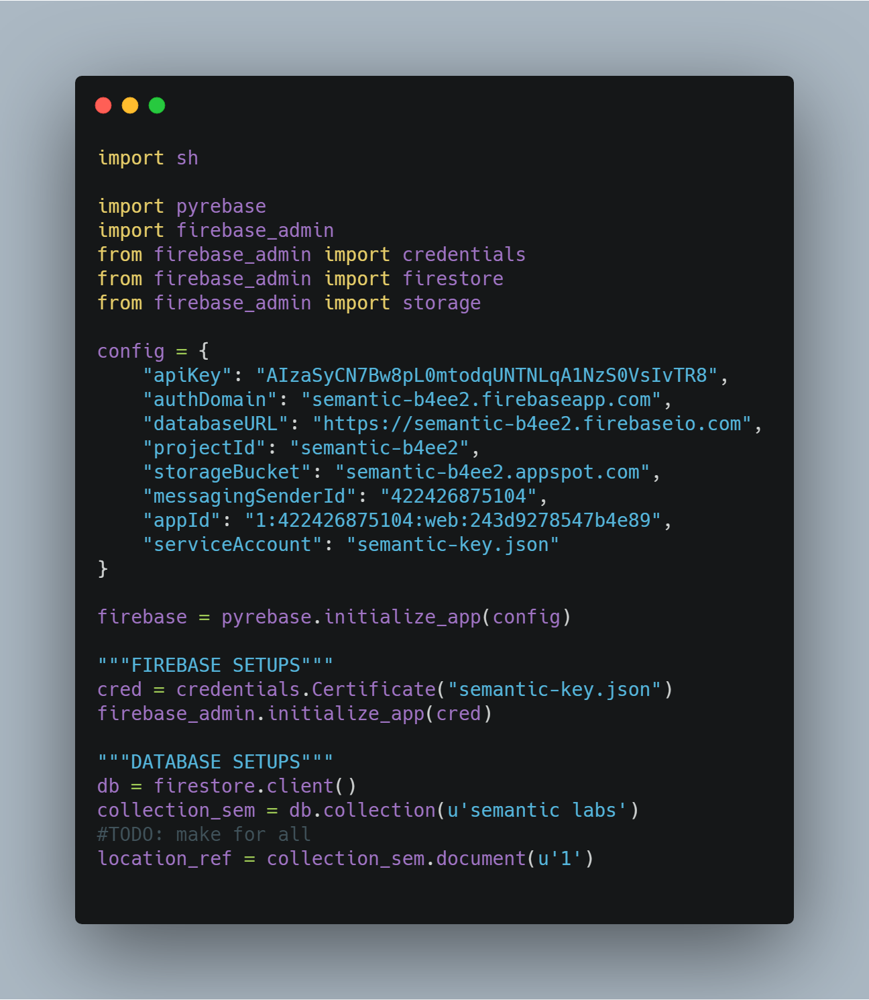 import sh
import pyrebase
import firebase_admin
from firebase_admin import credentials
from firebase_admin import firestore
from firebase_admin import storage
config = {
    "apiKey": "AIzaSyCN7Bw8pL0mtodqUNTNLqA1NzS0VsIvTR8",
    "authDomain": "semantic-b4ee2.firebaseapp.com",
    "databaseURL": "https://semantic-b4ee2.firebaseio.com",
    "projectId": "semantic-b4ee2",
    "storageBucket": "semantic-b4ee2.appspot.com",
    "messagingSenderId": "422426875104",
    "appId": "1:422426875104:web:243d9278547b4e89",
    "serviceAccount": "semantic-key.json"
}
firebase = pyrebase.initialize_app(config)
"""FIREBASE SETUPS"""
cred = credentials.Certificate("semantic-key.json")
firebase_admin.initialize_app(cred)
"""DATABASE SETUPS"""
db = firestore.client()
collection_sem = db.collection(u'semantic labs')
#TODO: make for all
location_ref = collection_sem.document(u'1')